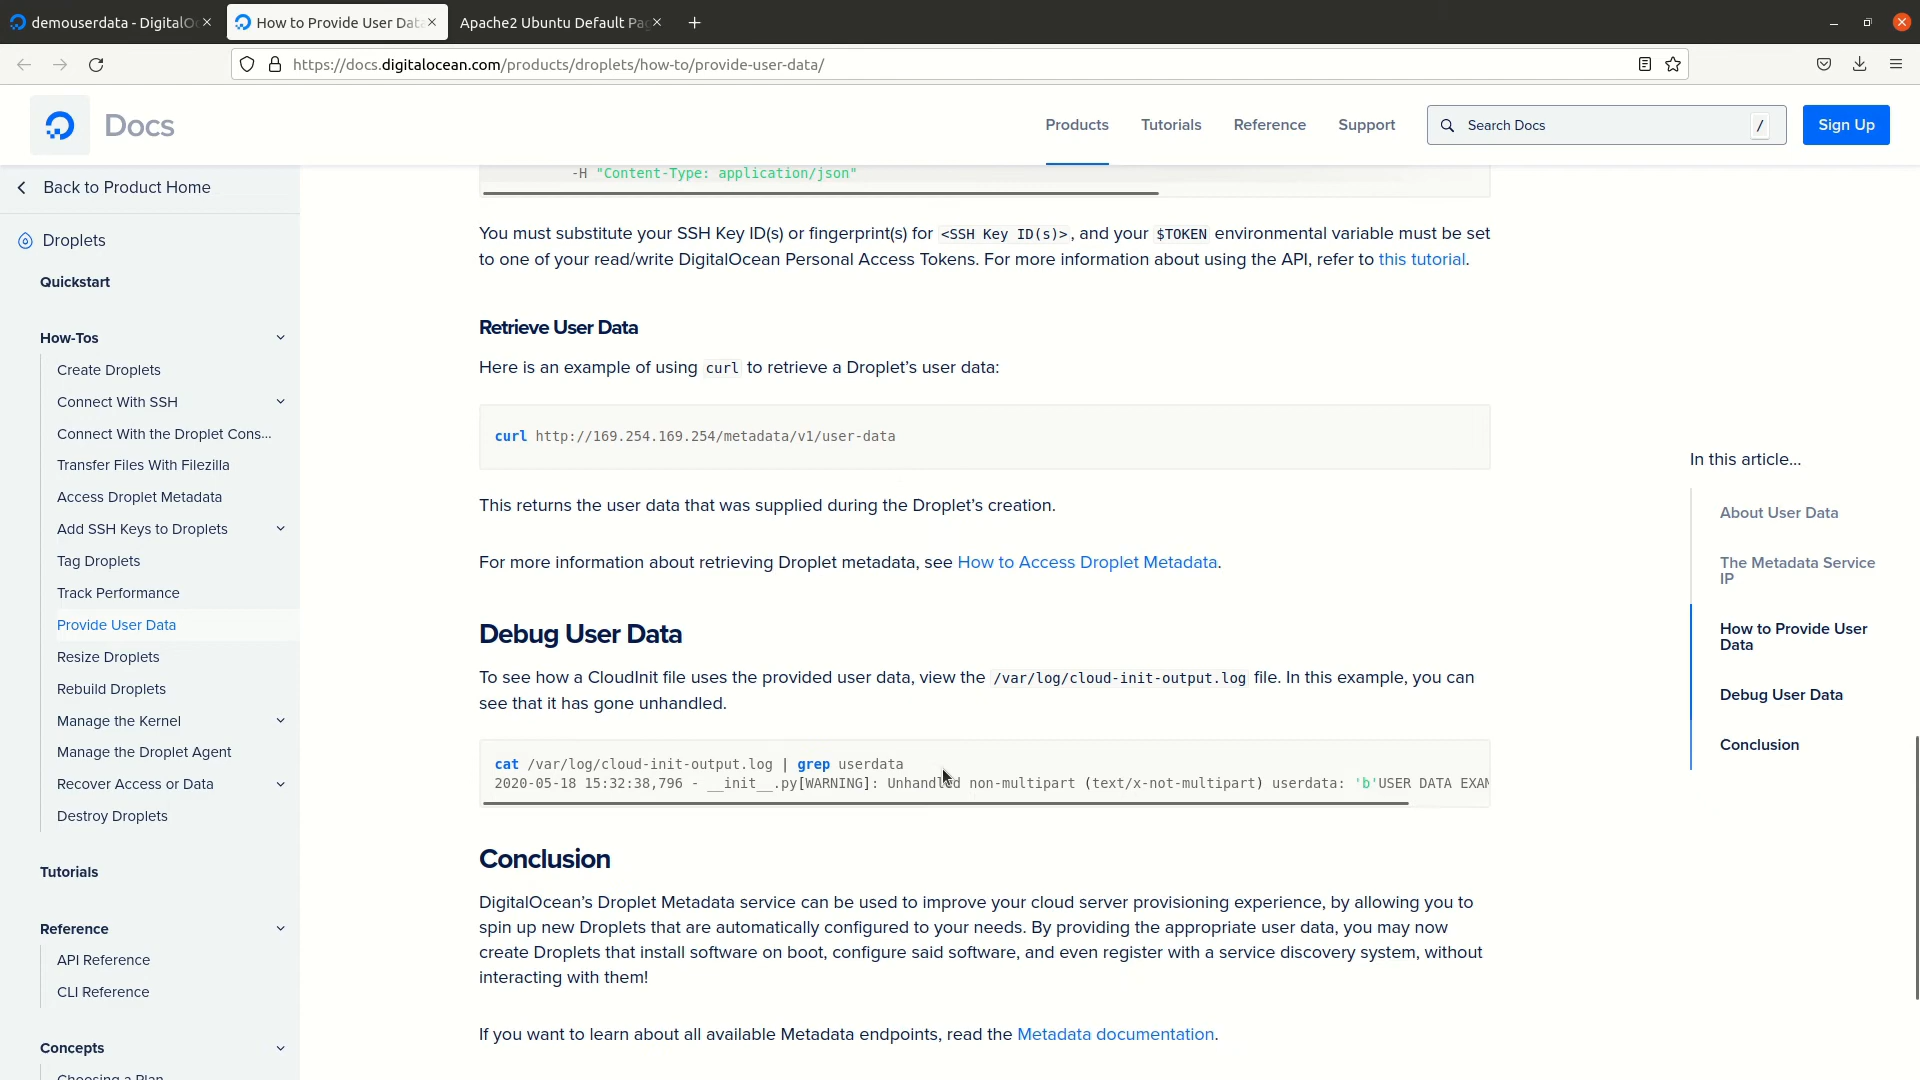 demouserdata - DigitalO
How to Provide User Dat
Apache2 Ubuntu Default Pa
https://docs.digitalocean.com/products/droplets/how-to/provide-user-data/
Docs
Products
Tutorials
Reference
Support
Search Docs
/
Sign Up
Back to Product Home
Droplets
Quickstart
How-Tos
Create Droplets
Connect With SSH
Connect With the Droplet Cons...
Transfer Files With Filezilla
Access Droplet Metadata
Add SSH Keys to Droplets
Tag Droplets
Track Performance
Provide User Data
Resize Droplets
Rebuild Droplets
Manage the Kernel
Manage the Droplet Agent
Recover Access or Data
Destroy Droplets
Tutorials
Reference
API Reference
CLI Reference
Concepts
Choosing a Plan
-H "Content-Type: application/json"
You must substitute your SSH Key ID(s) or fingerprint(s) for <SSH Key ID(s)>, and your $TOKEN environmental variable must be set
to one of your read/write DigitalOcean Personal Access Tokens. For more information about using the API, refer to this tutorial.
Retrieve User Data
Here is an example of using curl to retrieve a Droplet’s user data:
curl http://169.254.169.254/metadata/v1/user-data
This returns the user data that was supplied during the Droplet’s creation.
For more information about retrieving Droplet metadata, see How to Access Droplet Metadata.
Debug User Data
To see how a CloudInit file uses the provided user data, view the /var/log/cloud-init-output.log file. In this example, you can
see that it has gone unhandled.
cat /var/log/cloud-init-output.log | grep userdata
2020-05-18 15:32:38,796 - __init__.py[WARNING]: Unhandled non-multipart (text/x-not-multipart) userdata: 'b'USER DATA EXAM
Conclusion
DigitalOcean’s Droplet Metadata service can be used to improve your cloud server provisioning experience, by allowing you to
spin up new Droplets that are automatically configured to your needs. By providing the appropriate user data, you may now
create Droplets that install software on boot, configure said software, and even register with a service discovery system, without
interacting with them!
If you want to learn about all available Metadata endpoints, read the Metadata documentation.
In this article...
About User Data
The Metadata Service
IP
How to Provide User
Data
Debug User Data
Conclusion